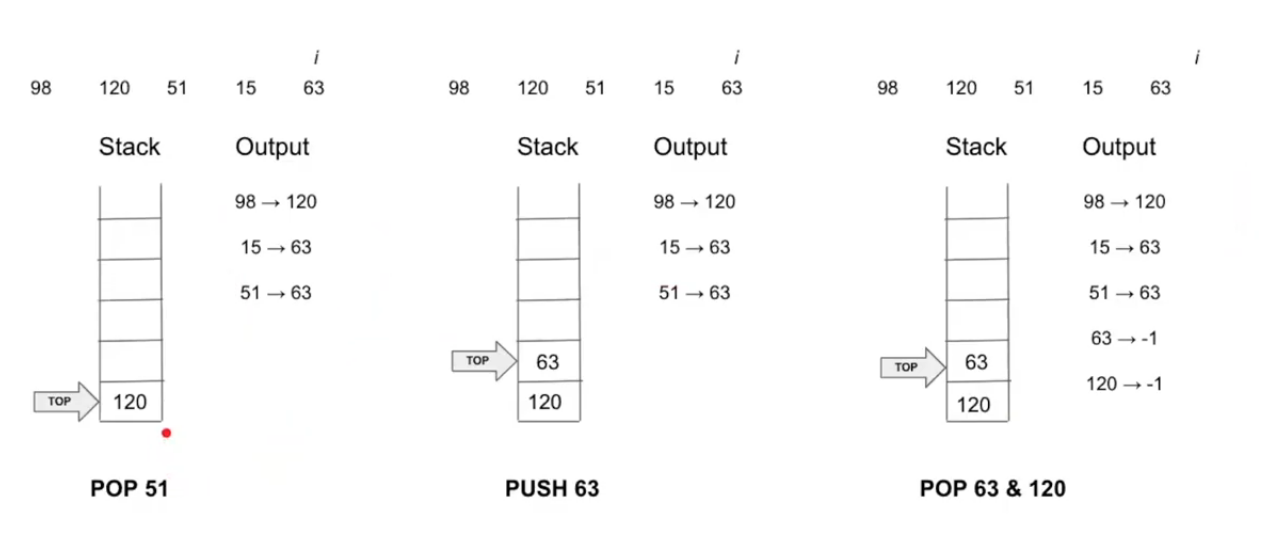 i
98 120 51 15 63
Stack Output
98 → 120
15 → 63
51 → 63
TOP
120
POP 51
i
98 120 51 15 63
Stack Output
98 → 120
15 → 63
51 → 63
TOP 63
120
PUSH 63
i
98 120 51 15 63
Stack Output
98 → 120
15 → 63
51 → 63
63 → -1
TOP 63
120 → -1
120
POP 63 & 120